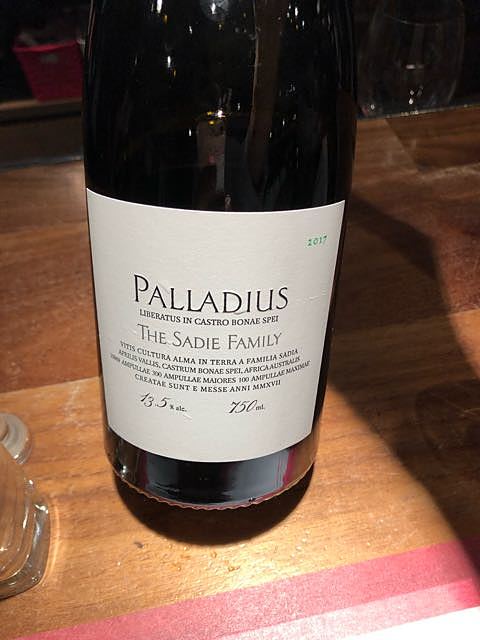 2017
PALLADIUS
LIBERATUS IN CASTRO BONAE SPEI
THE SADIE FAMILY
VITIS CULTURA ALMA IN TERRA A FAMILIA SADIA
APRILIS VALLIS, CASTRUM BONAE SPEI, AFRICA AUSTRALIS
AMPULLAE 300 AMPULLAE MAIORES 100 AMPULLAE MAXIMAE
CREATAE SUNT E MESSE ANNI MMXVII
13.5 % alc. 750 ml.